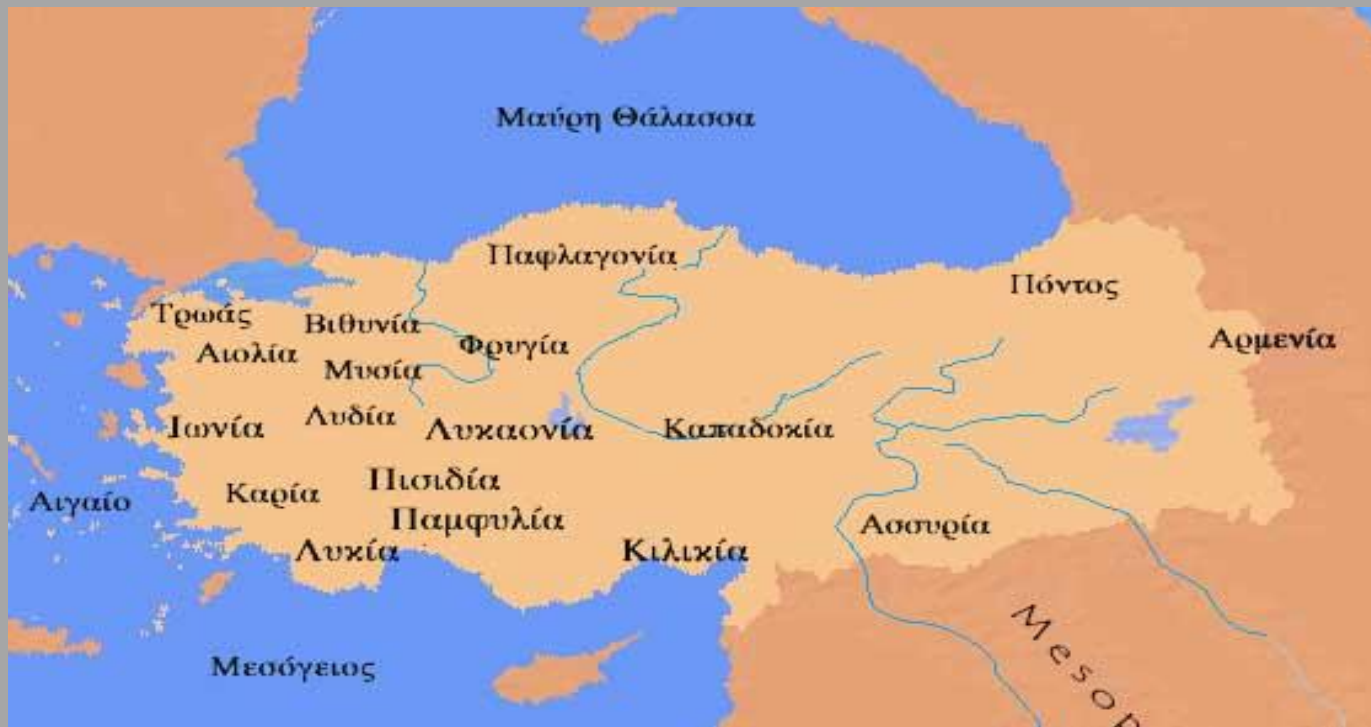 Μαύρη Θάλασσα
Παφλαγονία
Πόντος
Τρωάς
Βιθυνία
Φρυγία
Αρμενία
Αιολία
Μυσία
Ιωνία
Λυδία
Λυκαονία
Καπαδοκία
Πισιδία
Καρία
Αιγαίο
Παμφυλία
Ασσυρία
Λυκία
Κιλικία
Μεσόγειος
Mesop